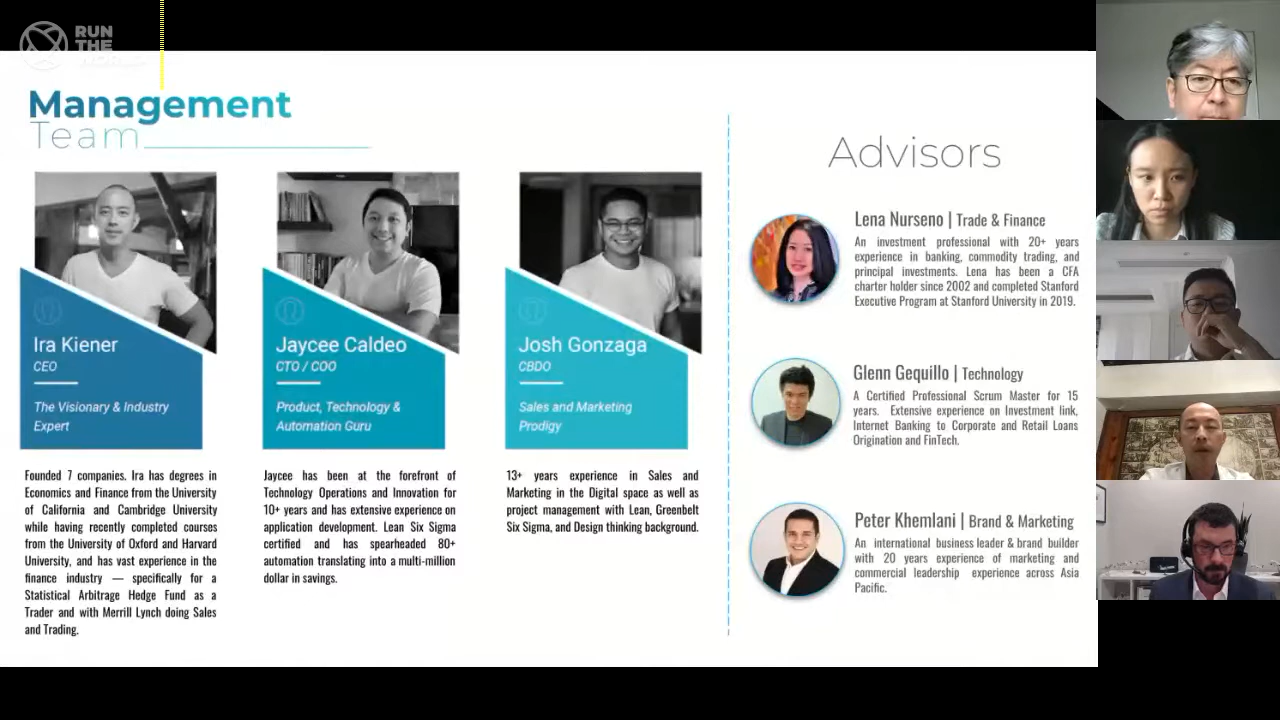 RUN
THE
WORLD
Management
Team
Ira Kiener
CEO
The Visionary & Industry
Expert
Founded 7 companies. Ira has degrees in
Economics and Finance from the University
of California and Cambridge University
while having recently completed courses
from the University of Oxford and Harvard
University, and has vast experience in the
finance industry — specifically for a
Statistical Arbitrage Hedge Fund as a
Trader and with Merrill Lynch doing Sales
and Trading.
Jaycee Caldeo
CTO / COO
Product, Technology &
Automation Guru
Jaycee has been at the forefront of
Technology Operations and Innovation for
10+ years and has extensive experience on
application development. Lean Six Sigma
certified and has spearheaded 80+
automation translating into a multi-million
dollar in savings.
Josh Gonzaga
CBDO
Sales and Marketing
Prodigy
13+ years experience in Sales and
Marketing in the Digital space as well as
project management with Lean, Greenbelt
Six Sigma, and Design thinking background.
Advisors
Lena Nurseno | Trade & Finance
An investment professional with 20+ years
experience in banking, commodity trading, and
principal investments. Lena has been a CFA
charter holder since 2002 and completed Stanford
Executive Program at Stanford University in 2019.
Glenn Gequillo | Technology
A Certified Professional Scrum Master for 15
years. Extensive experience on Investment link,
Internet Banking to Corporate and Retail Loans
Origination and FinTech.
Peter Khemlani | Brand & Marketing
An international business leader & brand builder
with 20 years experience of marketing and
commercial leadership experience across Asia
Pacific.